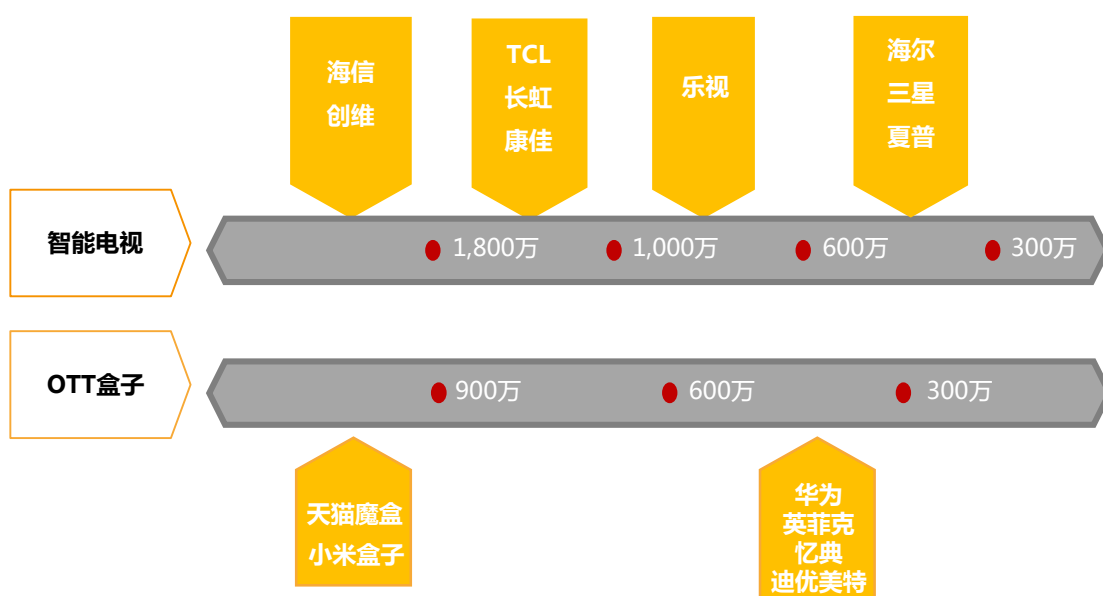 海信
创维
TCL
长虹
康佳
乐视
海尔
三星
夏普
智能电视
1,800万
1,000万
600万
300万
OTT盒子
900万
600万
300万
天猫魔盒
小米盒子
华为
英菲克
忆典
迪优美特